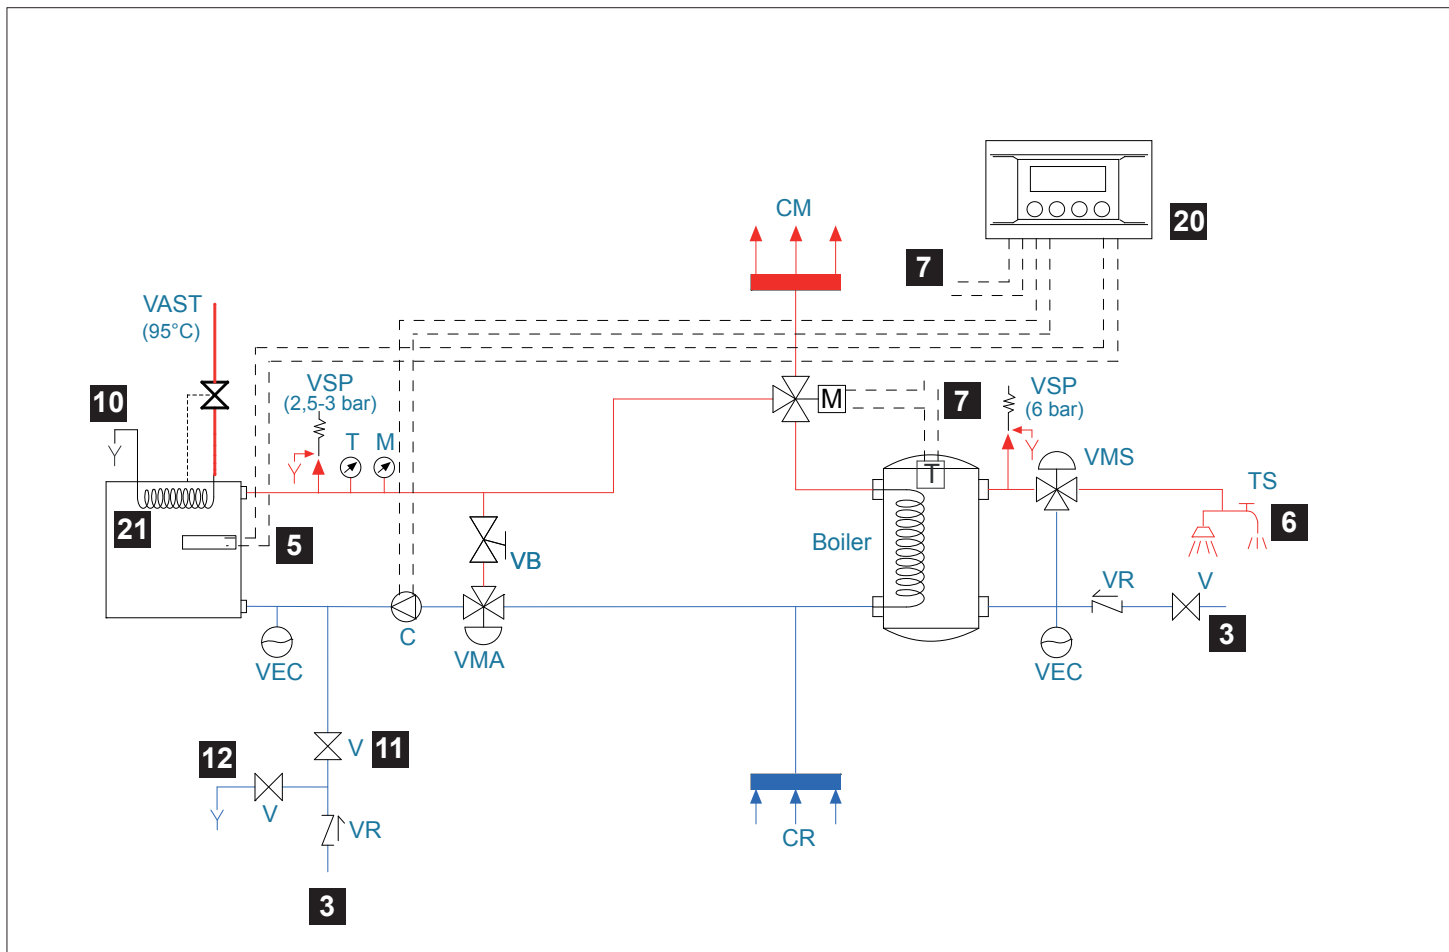 CM
20
7
VAST
(95°C)
10
VSP
(2,5-3 bar)
T
M
M
7
VSP
(6 bar)
VMS
TS
T
21
5
VB
Boiler
6
VR
V
3
C
VEC
VMA
VEC
V
11
12
V
VR
CR
3